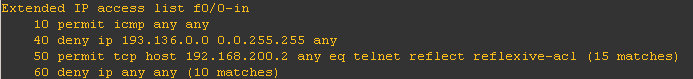 Extended IP access list f0/0-in
10 permit icmp any any
40 deny ip 193.136.0.0 0.0.255.255 any
50 permit tcp host 192.168.200.2 any eq telnet reflect reflexive-acl (15 matches)
60 deny ip any any (10 matches)